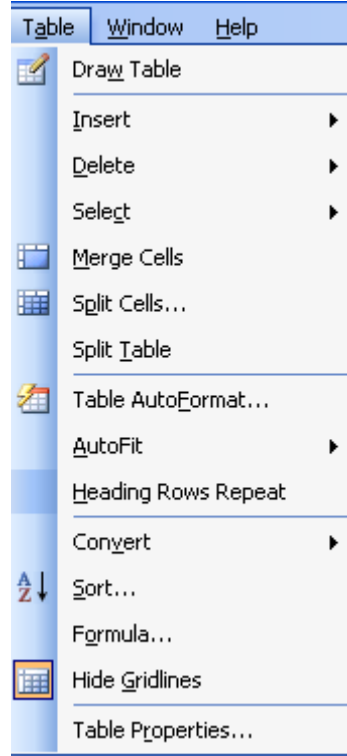 Table Window Help
Draw Table
Insert
Delete
Select
Merge Cells
Split Cells...
Split Table
Table AutoFormat...
AutoFit
Heading Rows Repeat
Convert
Sort...
Formula...
Hide Gridlines
Table Properties...